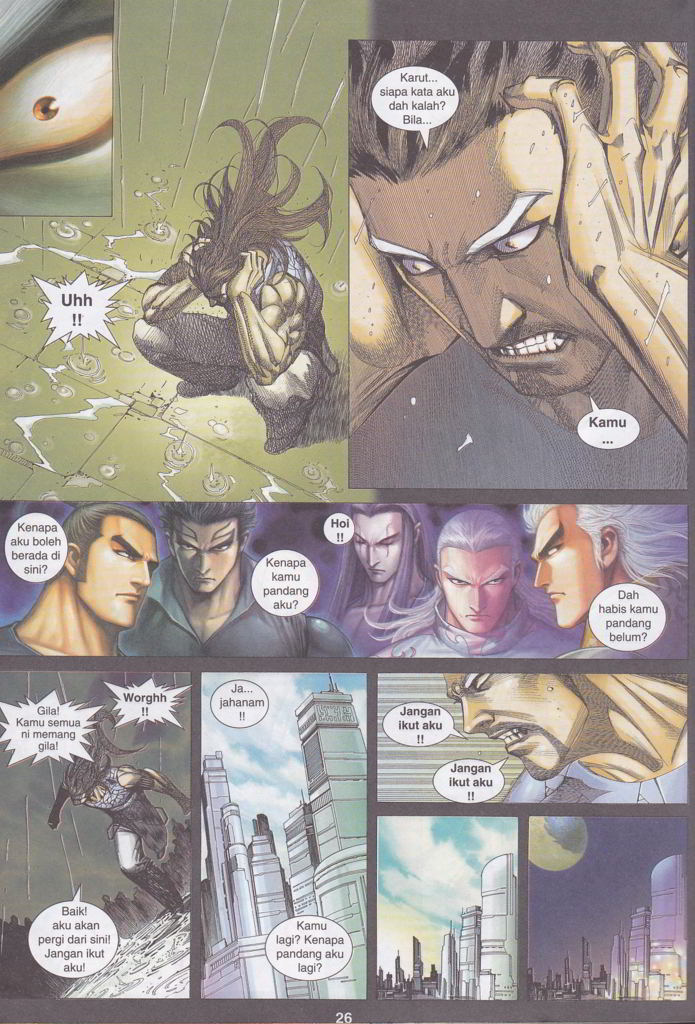 Karut...
siapa kata aku
dah kalah?
Bila...
Uhh
!!
Kamu
...
Kenapa
aku boleh
berada di
sini?
Kenapa
kamu
pandang
aku?
Hoi
!!
Dah
habis kamu
pandang
belum?
Gila!
Kamu semua
ni memang
gila!
Worghh
!!
Baik!
aku akan
pergi dari sini!
Jangan ikut
aku!
Ja...
jahanam
!!
Kamu
lagi? Kenapa
pandang aku
lagi?
Jangan
ikut aku
!!
Jangan
ikut aku
!!
26